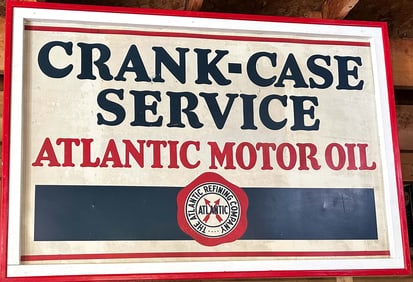 CRANK-CASE
SERVICE
ATLANTIC MOTOR OIL
THE ATLANTIC REFINING COMPANY
ATLANTIC